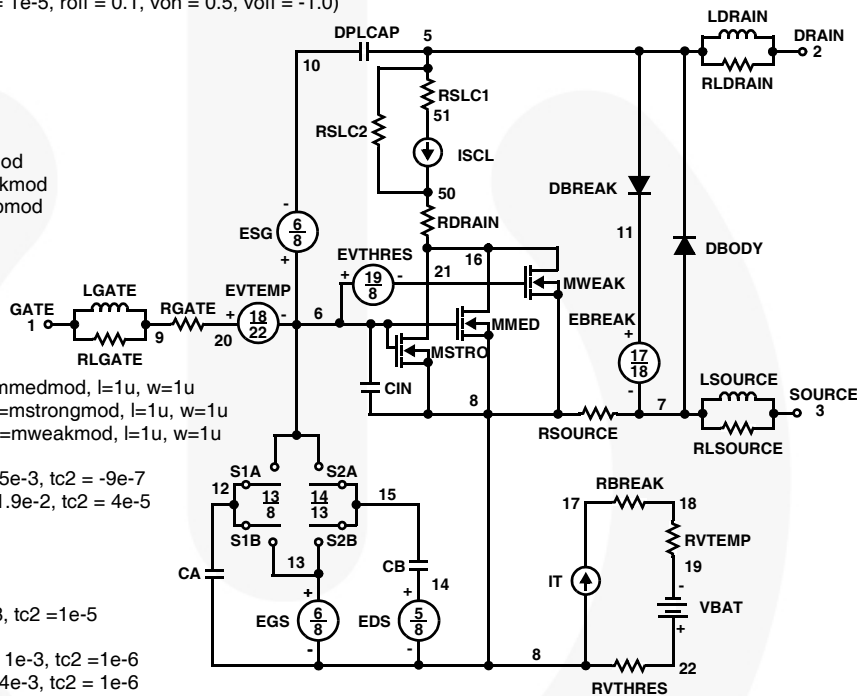 = 1e-5, roff = 0.1, von = 0.5, voff = -1.0)
LDRAIN
DPLCAP 5 DRAIN
10 2
RSLC1 RLDRAIN
51
RSLC2
ISCL
od
kmod 50 DBREAK
omod
- RDRAIN
ESG 6/8 11
+ EVTHRES 16 DBODY
+ 19/8 - 21 MWEAK
LGATE EVTEMP
GATE RGATE + 18/22 - 6 EBREAK
1 MMED +
9 20 MSTRO 17/18
RLGATE - LSOURCE
mmedmod, l=1u, w=1u CIN SOURCE
=mstrongmod, l=1u, w=1u 8 7 3
=mweakmod, l=1u, w=1u RSOURCE
RLSOURCE
5e-3, tc2 = -9e-7 S1A S2A RBREAK
1.9e-2, tc2 = 4e-5 12 13/8 14/13 15 17 18
S1B S2B RVTEMP
13 CB 19
CA 14 IT -
+ + VBAT
3, tc2 =1e-5 EGS 6/8 EDS 5/8 +
- - 8
1e-3, tc2 =1e-6 22
4e-3, tc2 = 1e-6 RVTHRES